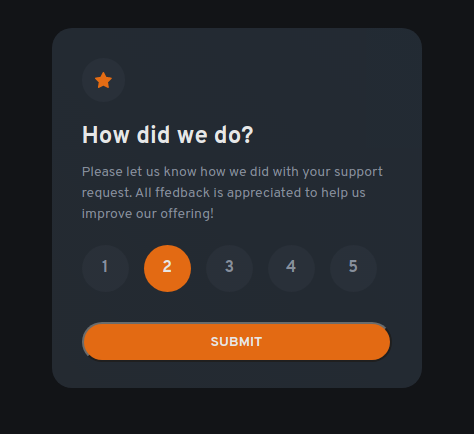 How did we do?
Please let us know how we did with your support
request. All ffedback is appreciated to help us
improve our offering!
1 2 3 4 5
SUBMIT